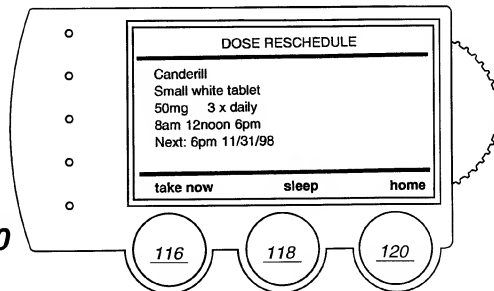 DOSE RESCHEDULE
Canderill
Small white tablet
50mg 3 x daily
8am 12noon 6pm
Next: 6pm 11/31/98
take now sleep home
0
116 118 120